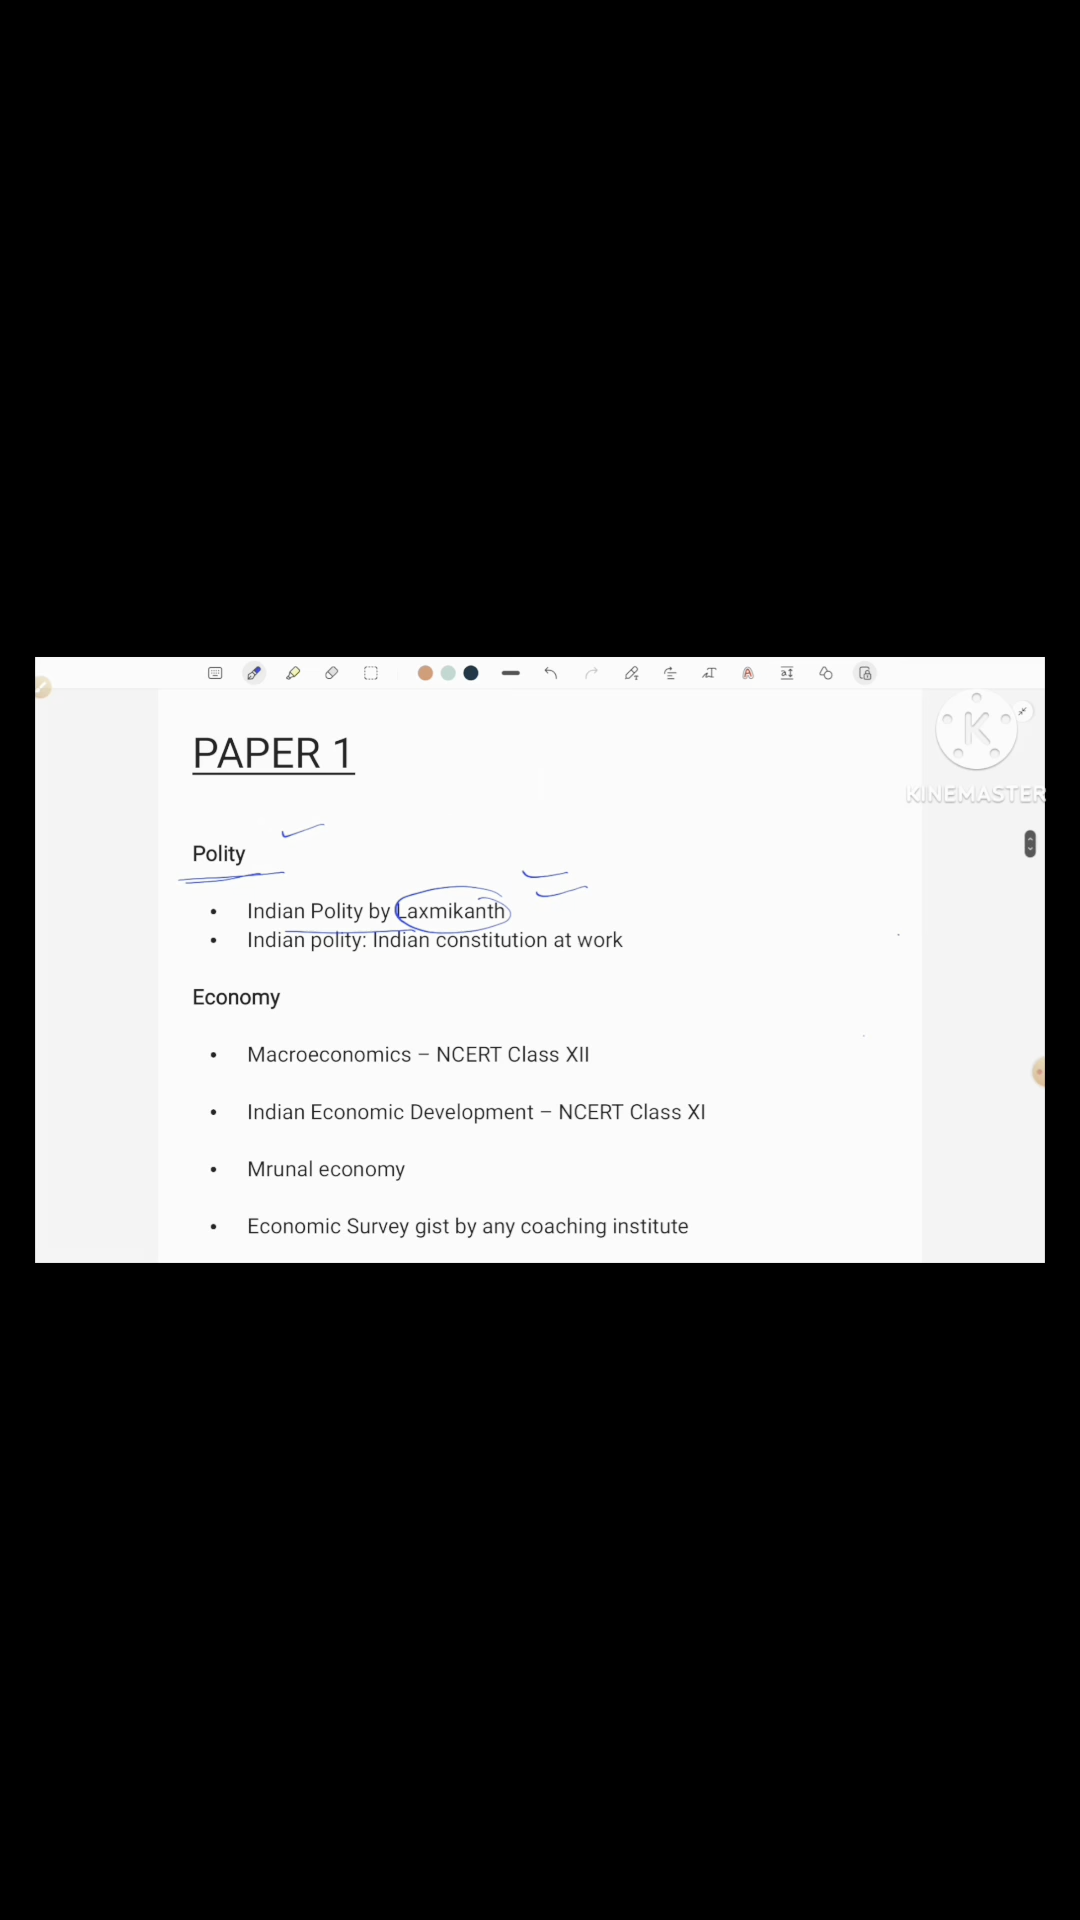 PAPER 1
KINEMASTER
Polity
• Indian Polity by Laxmikanth
• Indian polity: Indian constitution at work
Economy
• Macroeconomics – NCERT Class XII
• Indian Economic Development – NCERT Class XI
• Mrunal economy
• Economic Survey gist by any coaching institute